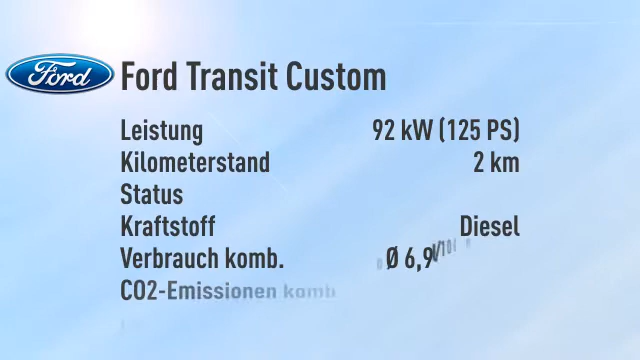 Ford
Ford Transit Custom
Leistung 92 kW (125 PS)
Kilometerstand 2 km
Status
Kraftstoff Diesel
Verbrauch komb. Ø 6,9
CO2-Emissionen komb